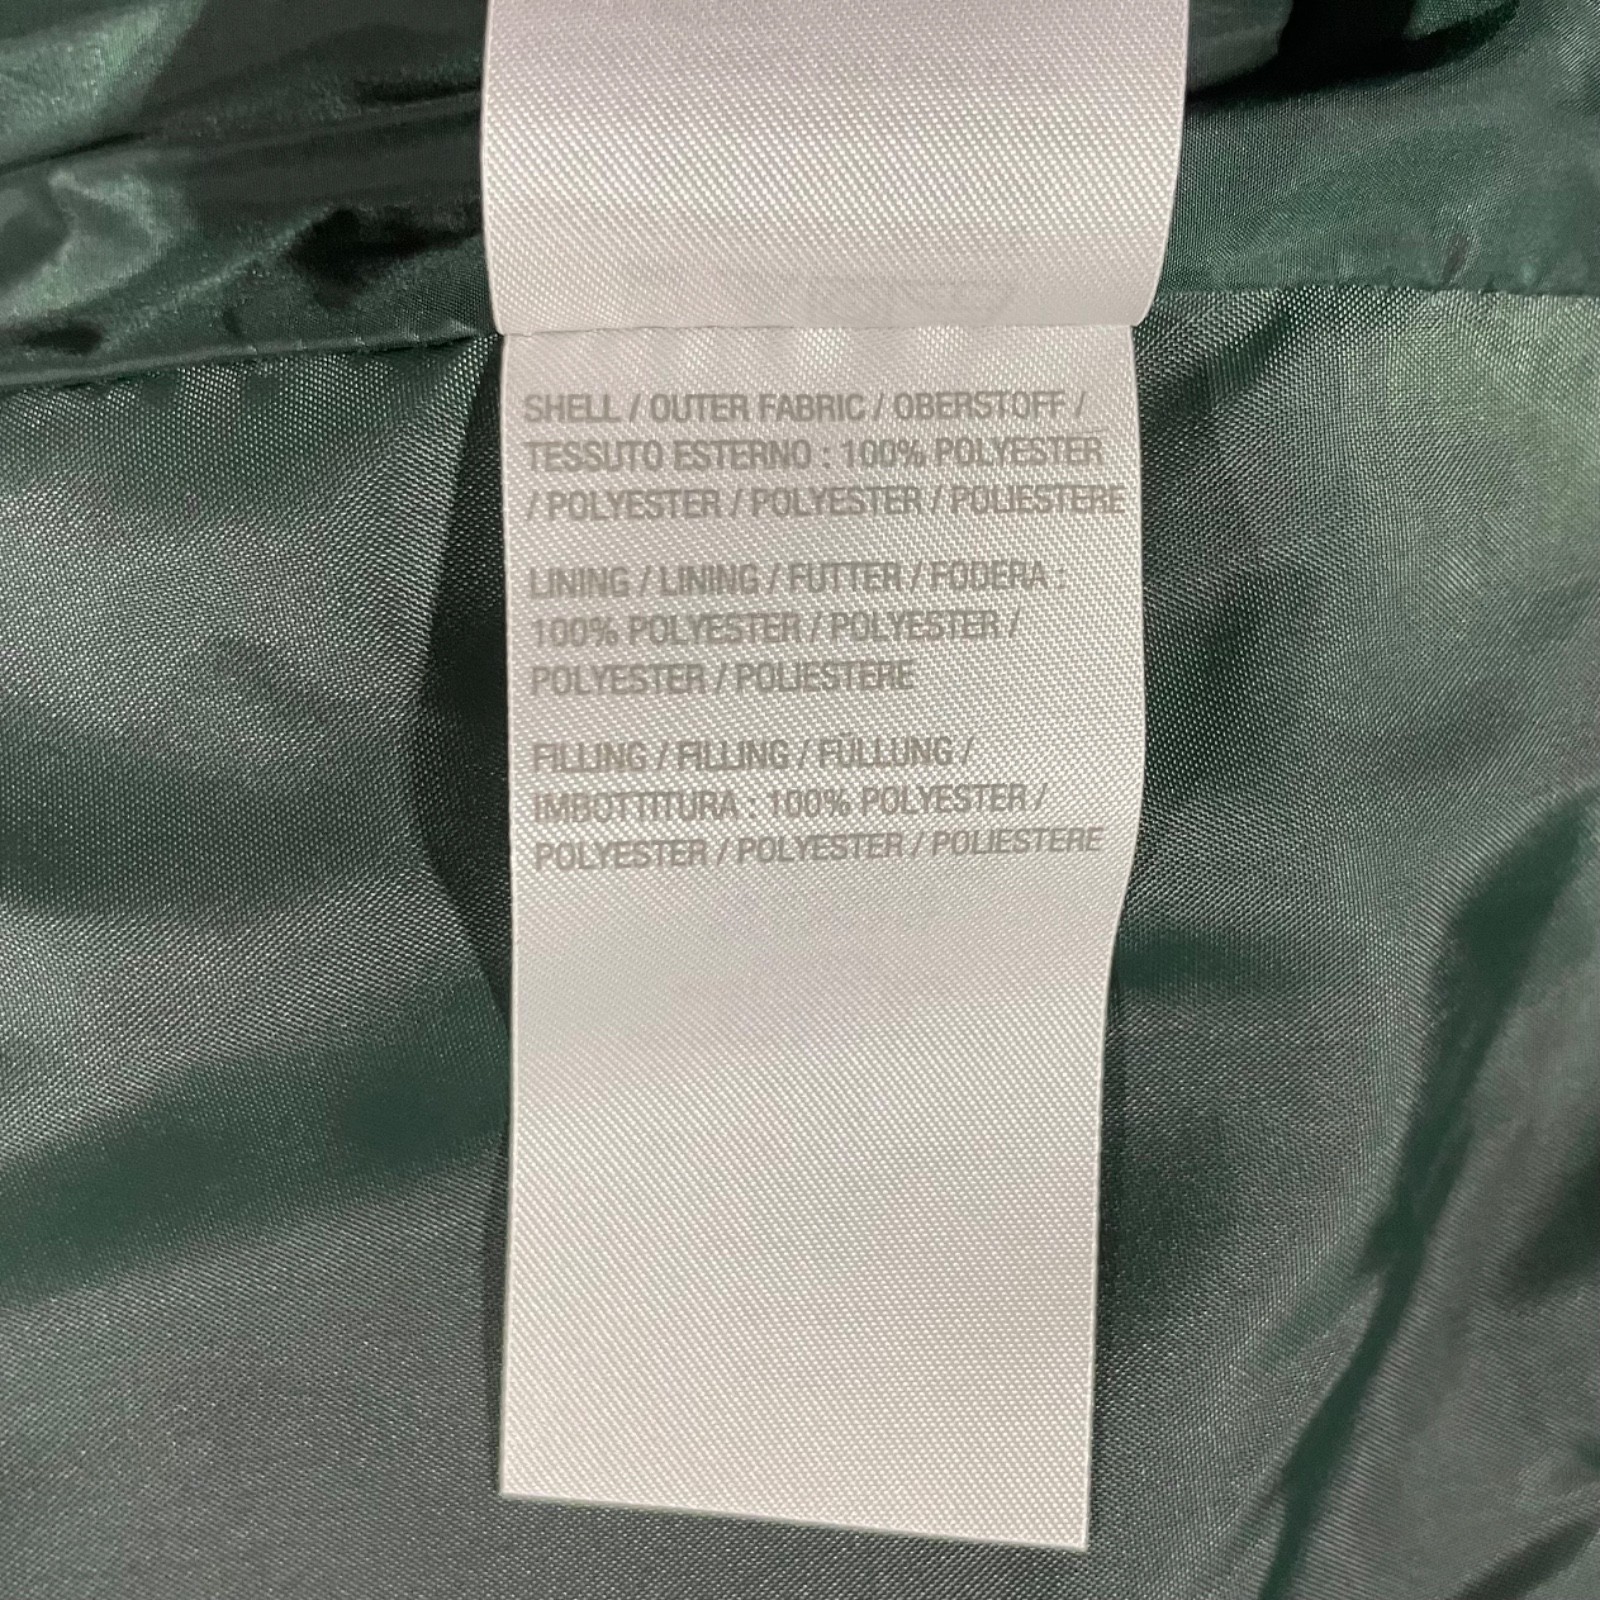 SHELL / OUTER FABRIC / OBERSTOFF /
TESSUTO ESTERNO : 100% POLYESTER
/ POLYESTER / POLYESTER / POLIESTERE
LINING / LINING / FUTTER / FODERA :
100% POLYESTER / POLYESTER /
POLYESTER / POLIESTERE
FILLING / FILLING / FÜLLUNG /
IMBOTTITURA : 100% POLYESTER /
POLYESTER / POLYESTER / POLIESTERE